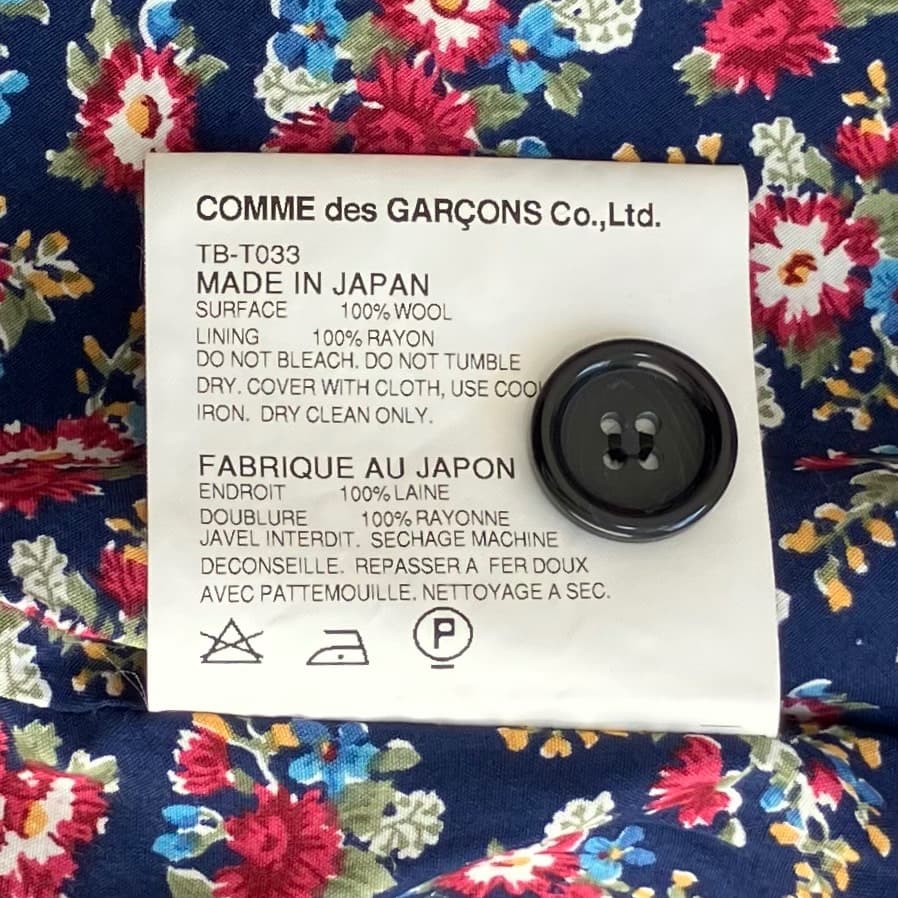 COMME des GARÇONS Co.,Ltd.
TB-T033
MADE IN JAPAN
SURFACE 100% WOOL
LINING 100% RAYON
DO NOT BLEACH. DO NOT TUMBLE
DRY. COVER WITH CLOTH, USE COOL
IRON. DRY CLEAN ONLY.
FABRIQUE AU JAPON
ENDROIT 100% LAINE
DOUBLURE 100% RAYONNE
JAVEL INTERDIT. SECHAGE MACHINE
DECONSEILLE. REPASSER A FER DOUX
AVEC PATTEMOUILLE. NETTOYAGE A SEC.
P